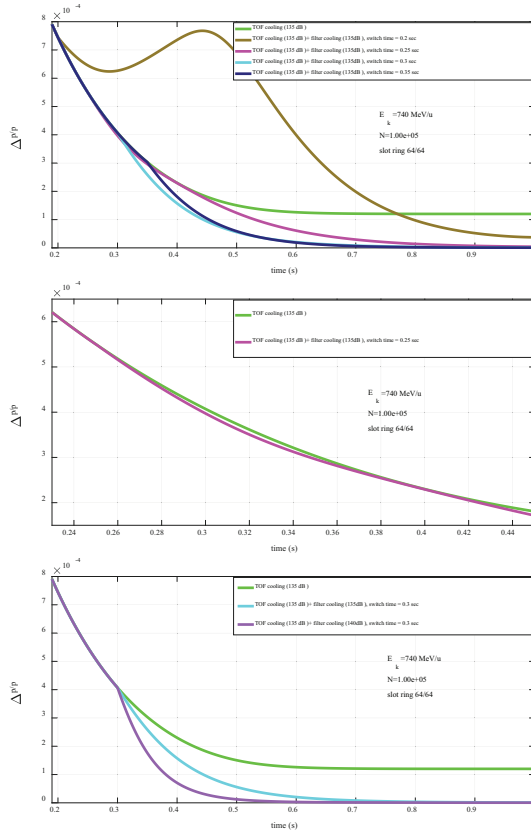 × 10 -4
8
7
6
5
4
3
2
1
0
Δ p/p
TOF cooling (135 dB )
TOF cooling (135 dB )+ filter cooling (135dB ), switch time = 0.2 sec
TOF cooling (135 dB )+ filter cooling (135dB ), switch time = 0.25 sec
TOF cooling (135 dB )+ filter cooling (135dB ), switch time = 0.3 sec
TOF cooling (135 dB )+ filter cooling (135dB ), switch time = 0.35 sec
E k =740 MeV/u
N=1.00e+05
slot ring 64/64
0.2 0.3 0.4 0.5 0.6 0.7 0.8 0.9
time (s)
× 10 -4
6
5
4
3
2
Δ p/p
TOF cooling (135 dB )
TOF cooling (135 dB )+ filter cooling (135dB ), switch time = 0.25 sec
E k =740 MeV/u
N=1.00e+05
slot ring 64/64
0.24 0.26 0.28 0.3 0.32 0.34 0.36 0.38 0.4 0.42 0.44
time (s)
× 10 -4
8
7
6
5
4
3
2
1
0
Δ p/p
TOF cooling (135 dB )
TOF cooling (135 dB )+ filter cooling (135dB ), switch time = 0.3 sec
TOF cooling (135 dB )+ filter cooling (140dB ), switch time = 0.3 sec
E k =740 MeV/u
N=1.00e+05
slot ring 64/64
0.2 0.3 0.4 0.5 0.6 0.7 0.8 0.9
time (s)